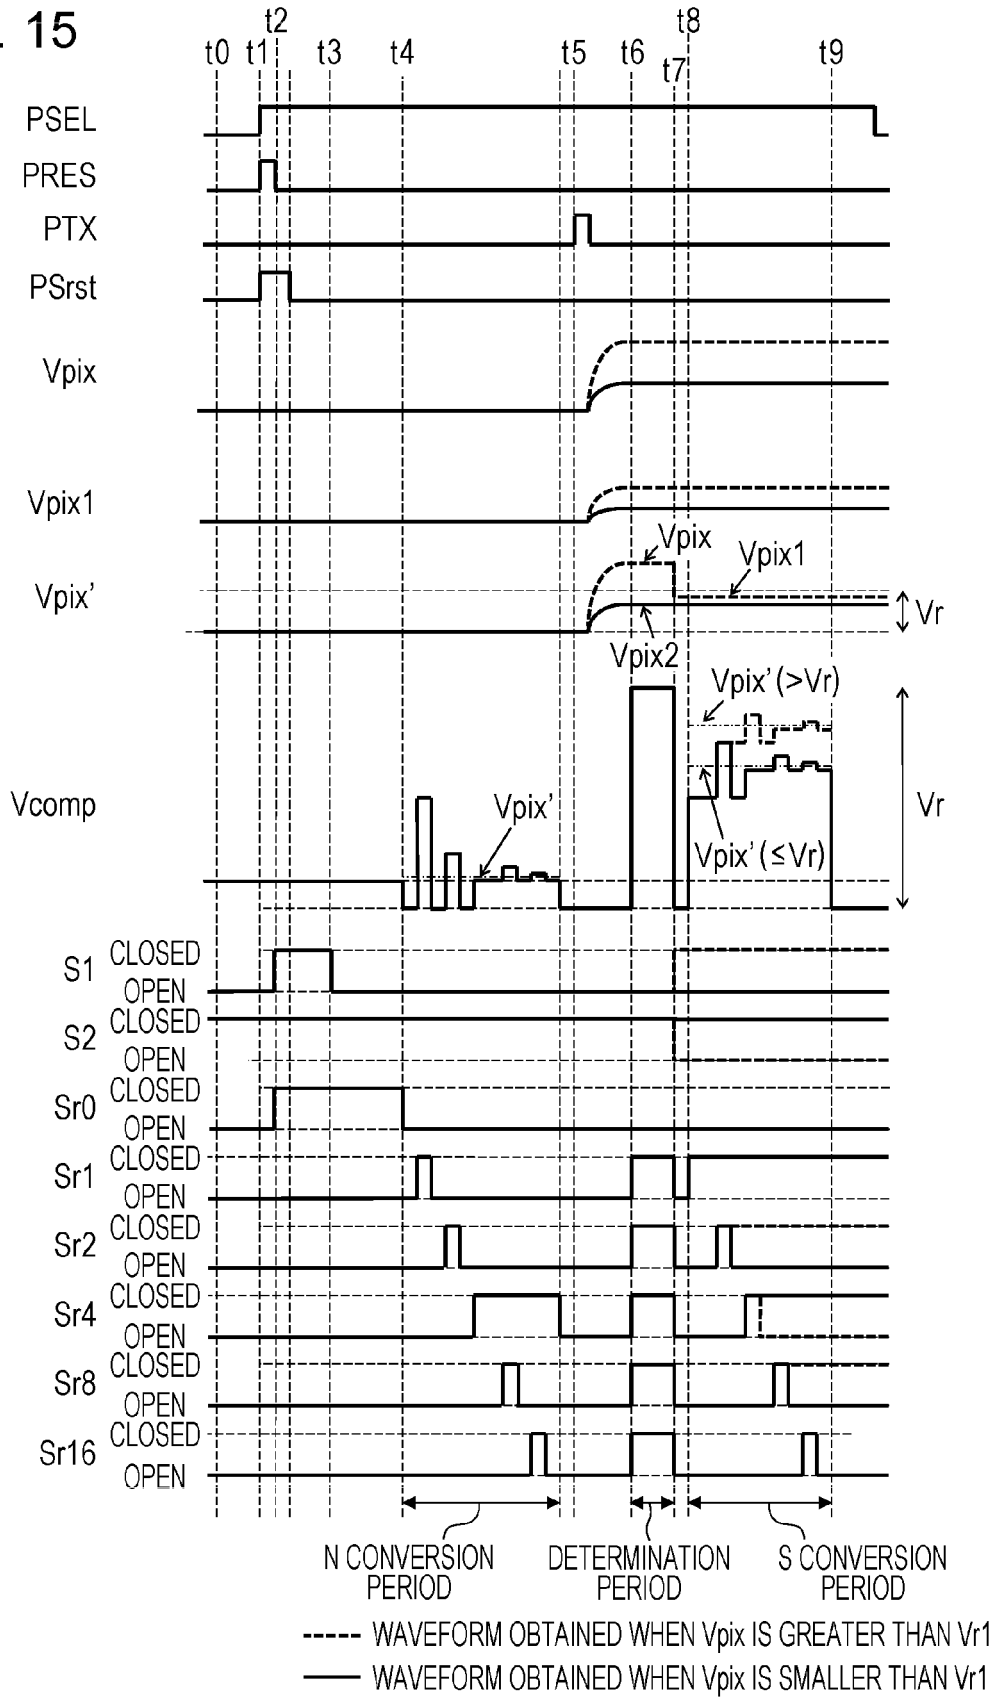 . 15
t0 t1 t2 t3 t4 t5 t6 t7 t8 t9
PSEL
PRES
PTX
PSrst
Vpix
Vpix1
Vpix
Vpix1
Vpix'
Vr
Vpix2
Vpix' (>Vr)
Vcomp
Vpix'
Vr
Vpix' (≤Vr)
S1 CLOSED
OPEN
S2 CLOSED
OPEN
Sr0 CLOSED
OPEN
Sr1 CLOSED
OPEN
Sr2 CLOSED
OPEN
Sr4 CLOSED
OPEN
Sr8 CLOSED
OPEN
Sr16 CLOSED
OPEN
N CONVERSION PERIOD
DETERMINATION PERIOD
S CONVERSION PERIOD
WAVEFORM OBTAINED WHEN Vpix IS GREATER THAN Vr1
WAVEFORM OBTAINED WHEN Vpix IS SMALLER THAN Vr1